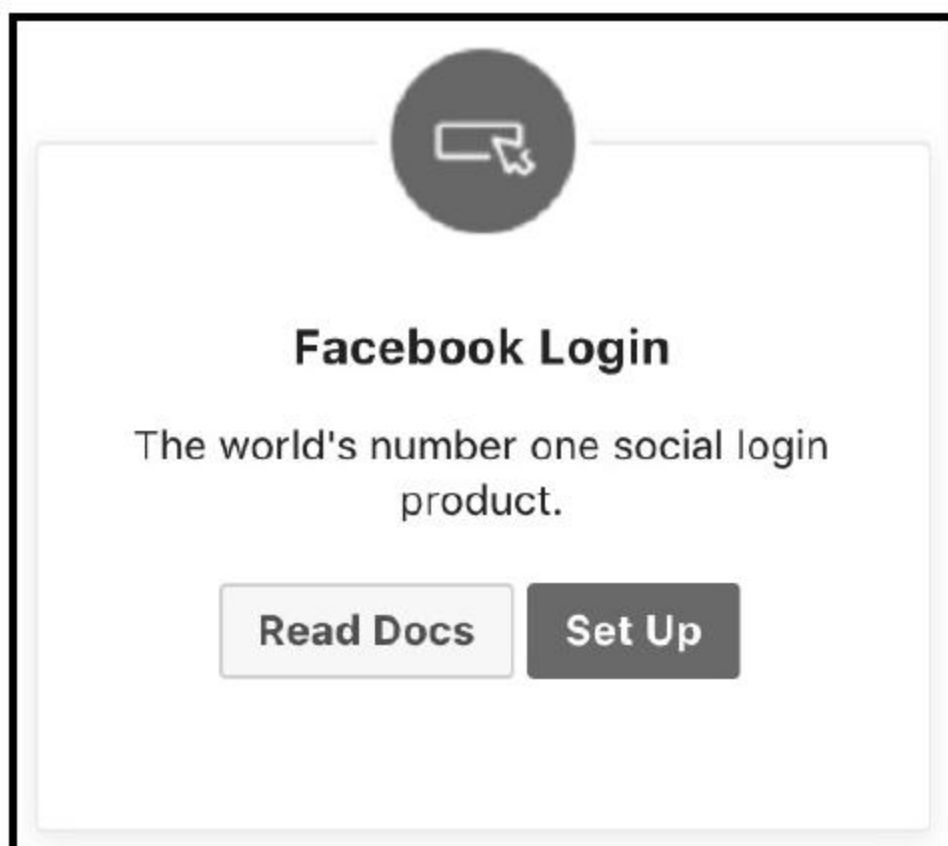 Facebook Login
The world's number one social login
product.
Read Docs
Set Up